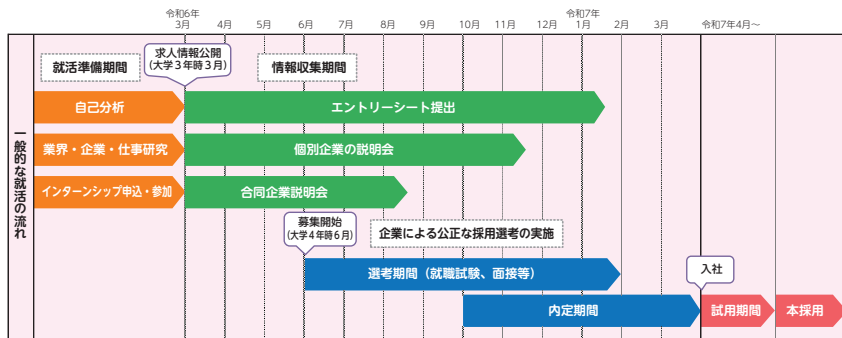 令和6年
3月 4月 5月 6月 7月 8月 9月 10月 11月 12月
令和7年
1月 2月 3月 令和7年4月〜
一般的な就活の流れ
就活準備期間
求人情報公開
(大学3年時3月)
情報収集期間
自己分析
エントリーシート提出
業界・企業・仕事研究
個別企業の説明会
インターンシップ申込・参加
合同企業説明会
募集開始
(大学4年時6月)
企業による公正な採用選考の実施
選考期間（就職試験、面接等）
入社
内定期間
試用期間
本採用